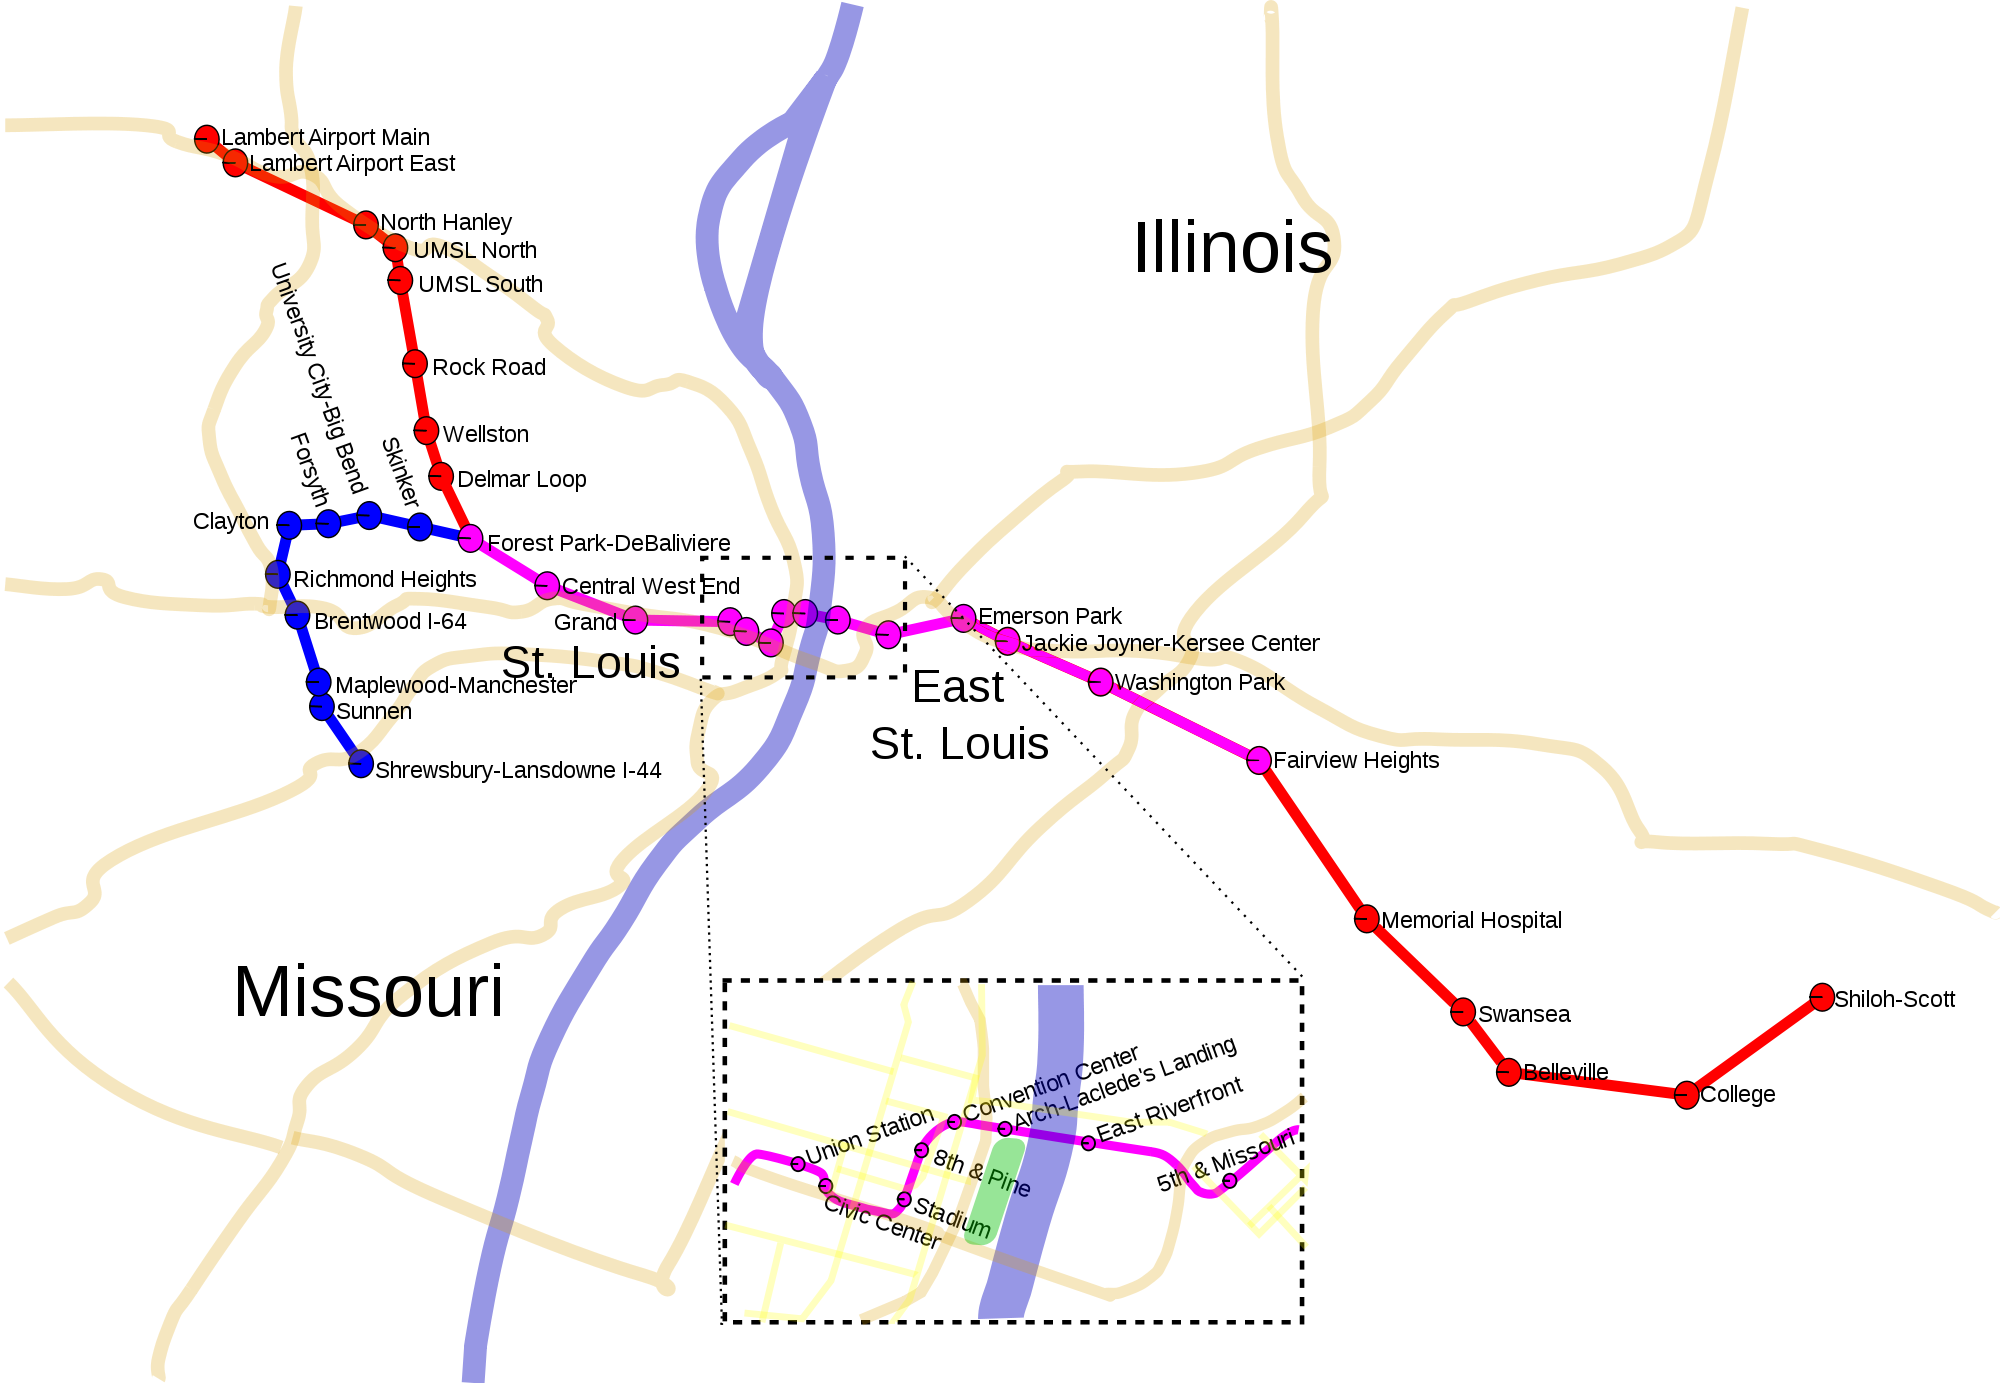 Illinois
Lambert Airport Main
Lambert Airport East
North Hanley
UMSL North
UMSL South
University City-Big Bend
Rock Road
Forsyth
Skinker
Wellston
Delmar Loop
Clayton
Forest Park-DeBaliviere
Richmond Heights
Central West End
Brentwood I-64
Grand
Emerson Park
Jackie Joyner-Kersee Center
St. Louis
Maplewood-Manchester
Sunnen
East
St. Louis
Washington Park
Shrewsbury-Lansdowne I-44
Fairview Heights
Memorial Hospital
Missouri
Swansea
Shiloh-Scott
Belleville
College
Union Station
Convention Center
Arch-Laclede's Landing
East Riverfront
8th & Pine
5th & Missouri
Civic Center
Stadium